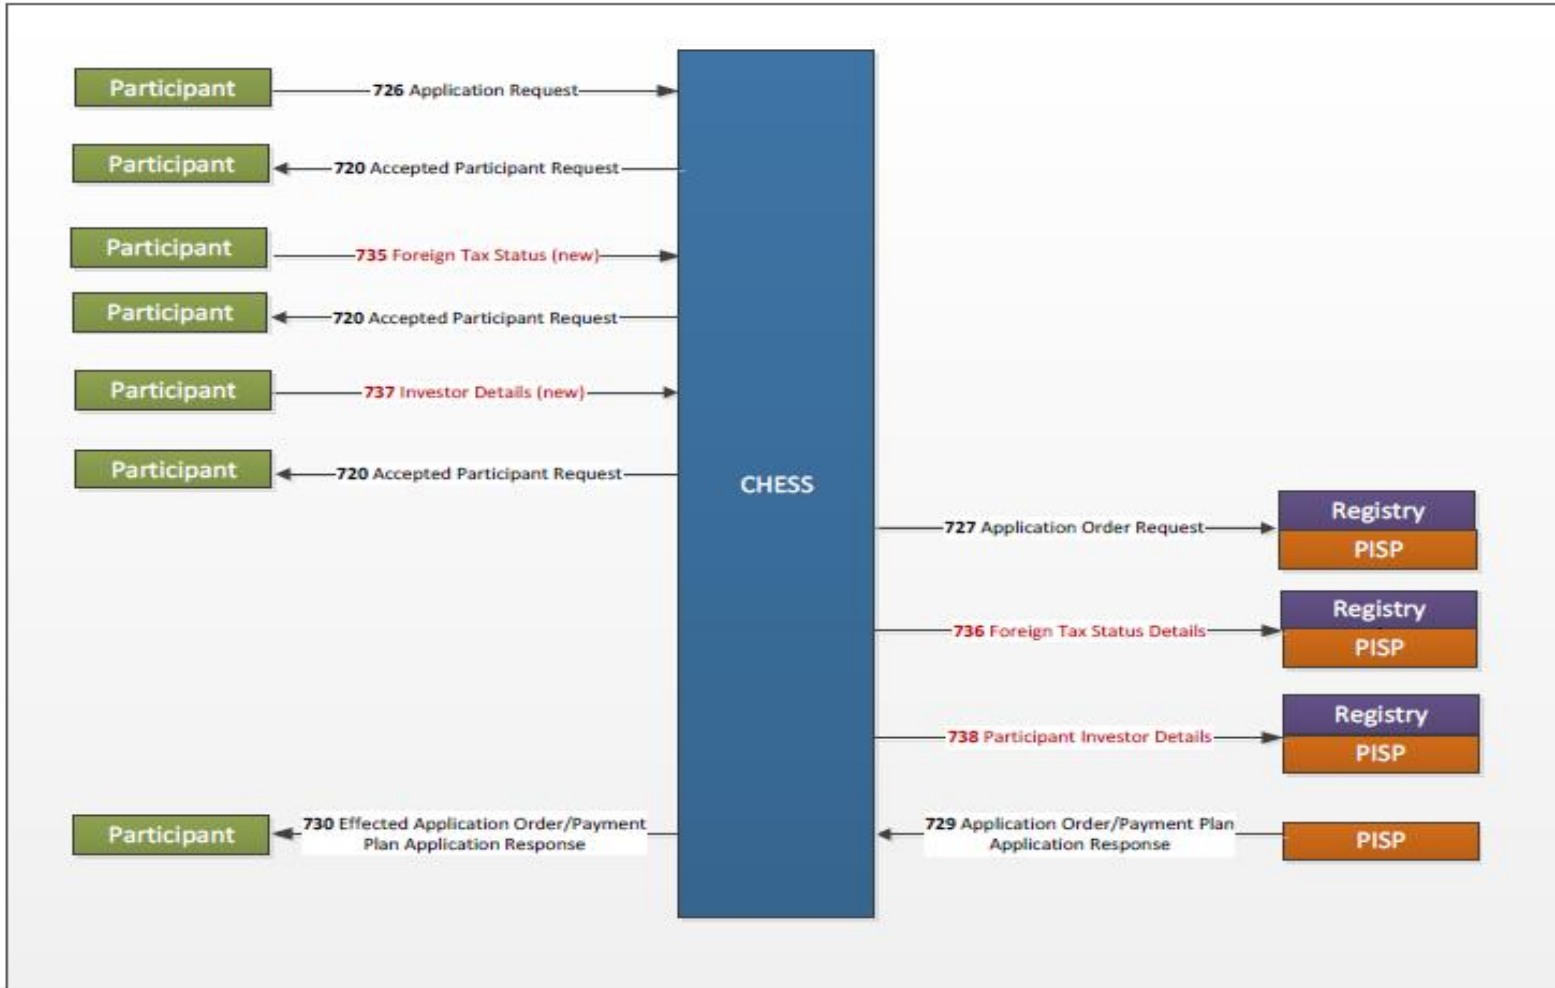 Participant
726 Application Request
Participant
720 Accepted Participant Request
Participant
735 Foreign Tax Status (new)
Participant
720 Accepted Participant Request
Participant
737 Investor Details (new)
Participant
720 Accepted Participant Request
CHESS
727 Application Order Request
Registry
PISP
736 Foreign Tax Status Details
Registry
PISP
738 Participant Investor Details
Registry
PISP
Participant
730 Effected Application Order/Payment
Plan Application Response
729 Application Order/Payment Plan
Application Response
PISP